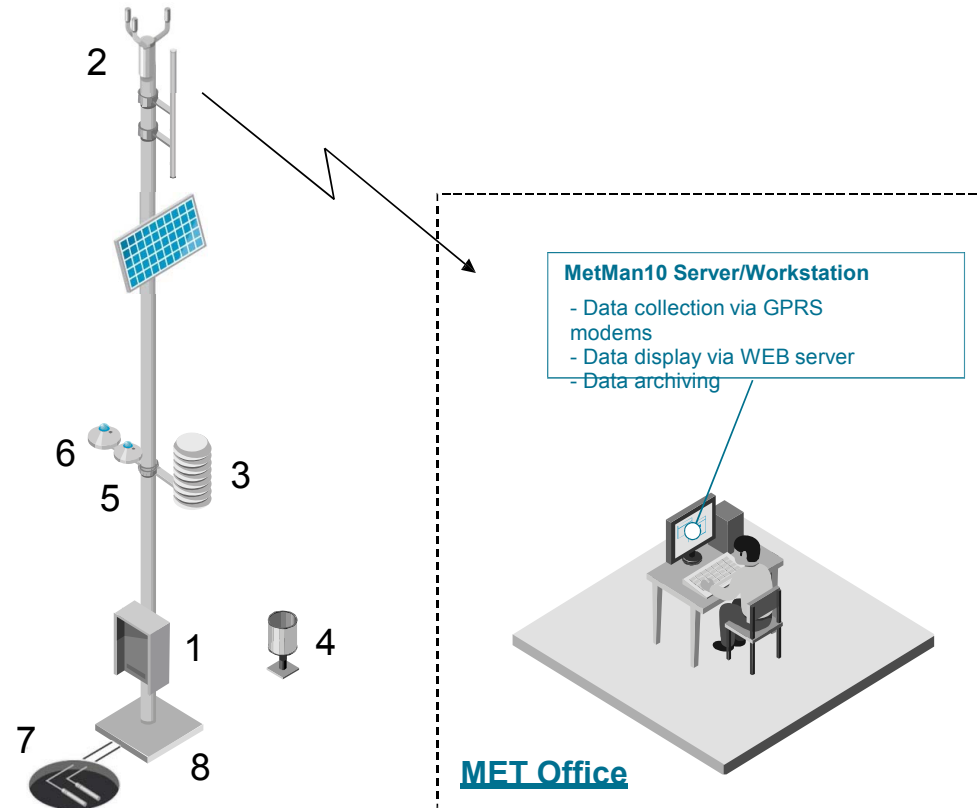 2
MetMan10 Server/Workstation
- Data collection via GPRS
modems
- Data display via WEB server
- Data archiving
6
3
5
1
4
7
8
MET Office